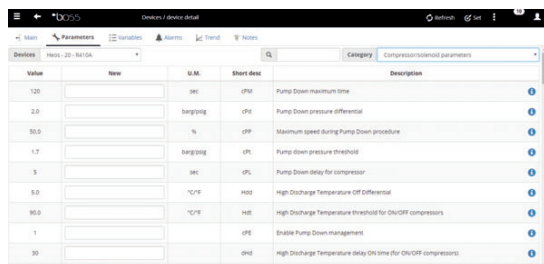 boss Devices / device detail Refresh Set 10
Main Parameters Variables Alarms Trend Notes
Devices Heos - 20 - R410A Category Compressor/solenoid parameters
Value New U.M. Short desc Description
120 sec cPM Pump Down maximum time
2.0 barg/psig cPd Pump Down pressure differential
50.0 % cPP Maximum speed during Pump Down procedure
1.7 barg/psig cPt Pump down pressure threshold
5 sec cPL Pump Down delay for compressor
5.0 °C/°F Hdd High Discharge Temperature Off Differential
90.0 °C/°F Hdt High Discharge Temperature threshold for ON/OFF compressors
1 cPE Enable Pump Down management
30 dHd High Discharge Temperature delay ON time (for ON/OFF compressors)